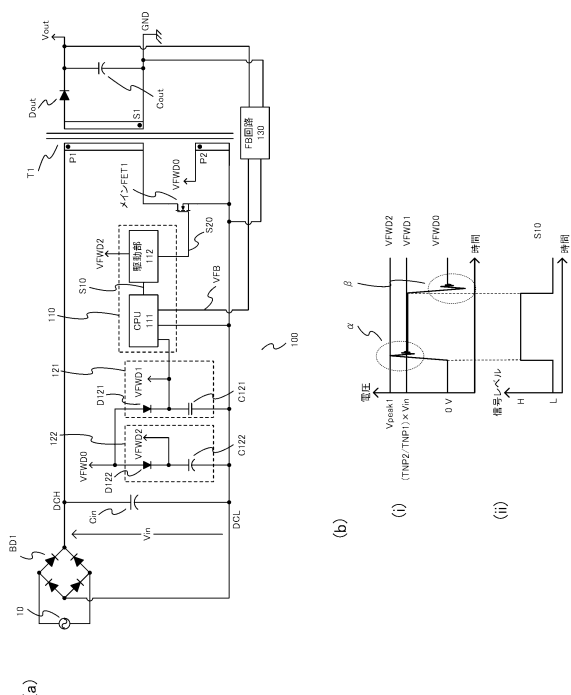 (a)
10
BD1
DCH
Cin
Vin
DCL
VFWD0
122
D122
VFWD2
C122
121
D121
VFWD1
C121
110
CPU
111
S10
駆動部
112
VFWD2
VFB
S20
メインFET1
VFWD0
T1
P1
P2
S1
Dout
Cout
Vout
GND
FB回路
130
100
(b)
(i)
電圧
Vpeak1
(TNP2/TNP1)×Vin
0 V
α
β
VFWD2
VFWD1
VFWD0
時間
(ii)
信号レベル
H
L
S10
時間